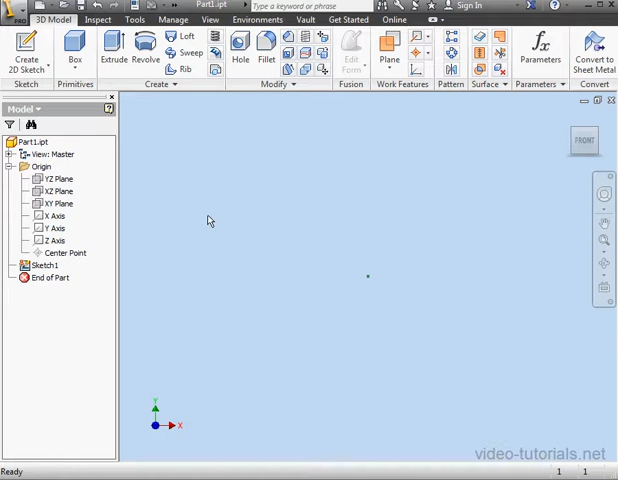 PRO
Part1.ipt
Type a keyword or phrase
Sign In
3D Model Inspect Tools Manage View Environments Vault Get Started Online
Create
2D Sketch
Box
Extrude
Revolve
Loft
Sweep
Rib
Hole
Fillet
Edit
Form
Plane
Parameters
Convert to
Sheet Metal
Sketch Primitives Create Modify Fusion Work Features Pattern Surface Parameters Convert
Model
Part1.ipt
View: Master
Origin
YZ Plane
XZ Plane
XY Plane
X Axis
Y Axis
Z Axis
Center Point
Sketch1
End of Part
FRONT
Y
X
video-tutorials.net
Ready
1 1